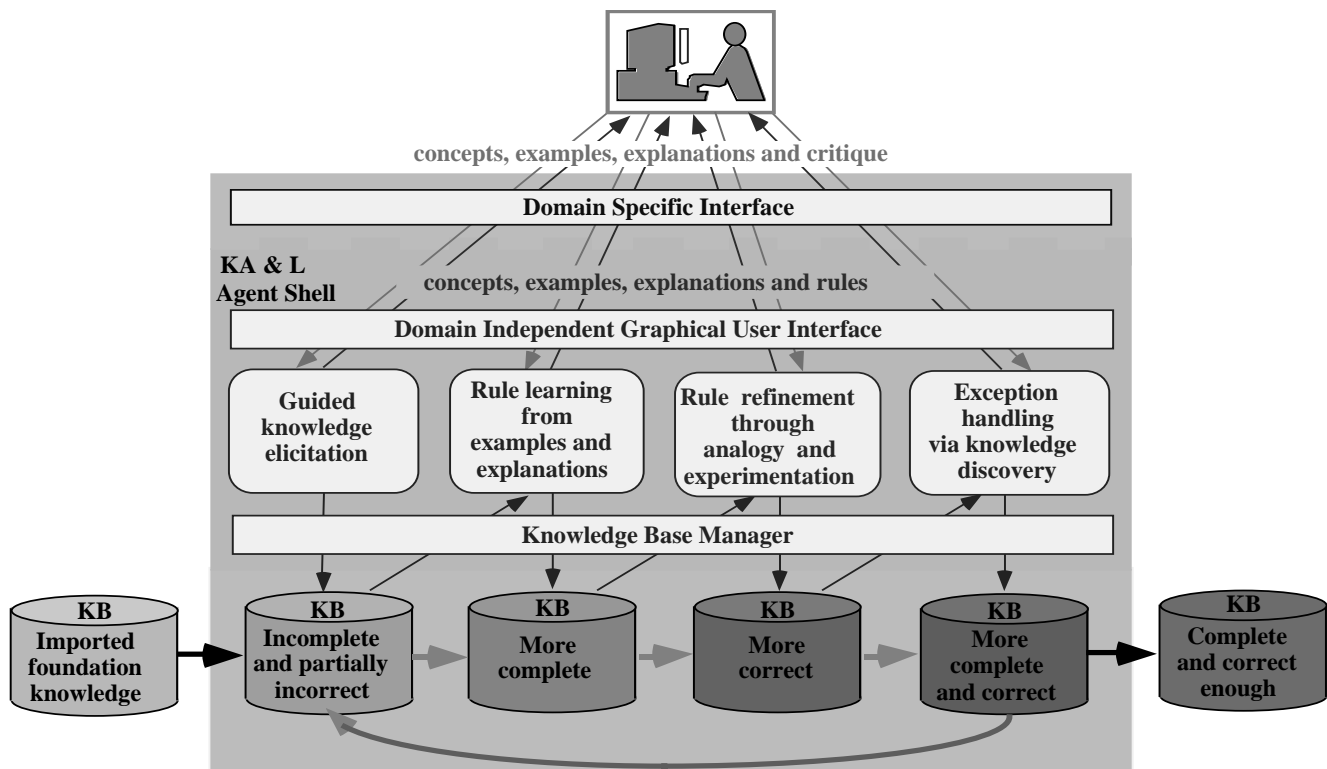 concepts, examples, explanations and critique
Domain Specific Interface
KA & L
Agent Shell
concepts, examples, explanations and rules
Domain Independent Graphical User Interface
Guided
knowledge
elicitation
Rule learning
from
examples and
explanations
Rule refinement
through
analogy and
experimentation
Exception
handling
via knowledge
discovery
Knowledge Base Manager
KB
Imported
foundation
knowledge
KB
Incomplete
and partially
incorrect
KB
More
complete
KB
More
correct
KB
More
complete
and correct
KB
Complete
and correct
enough